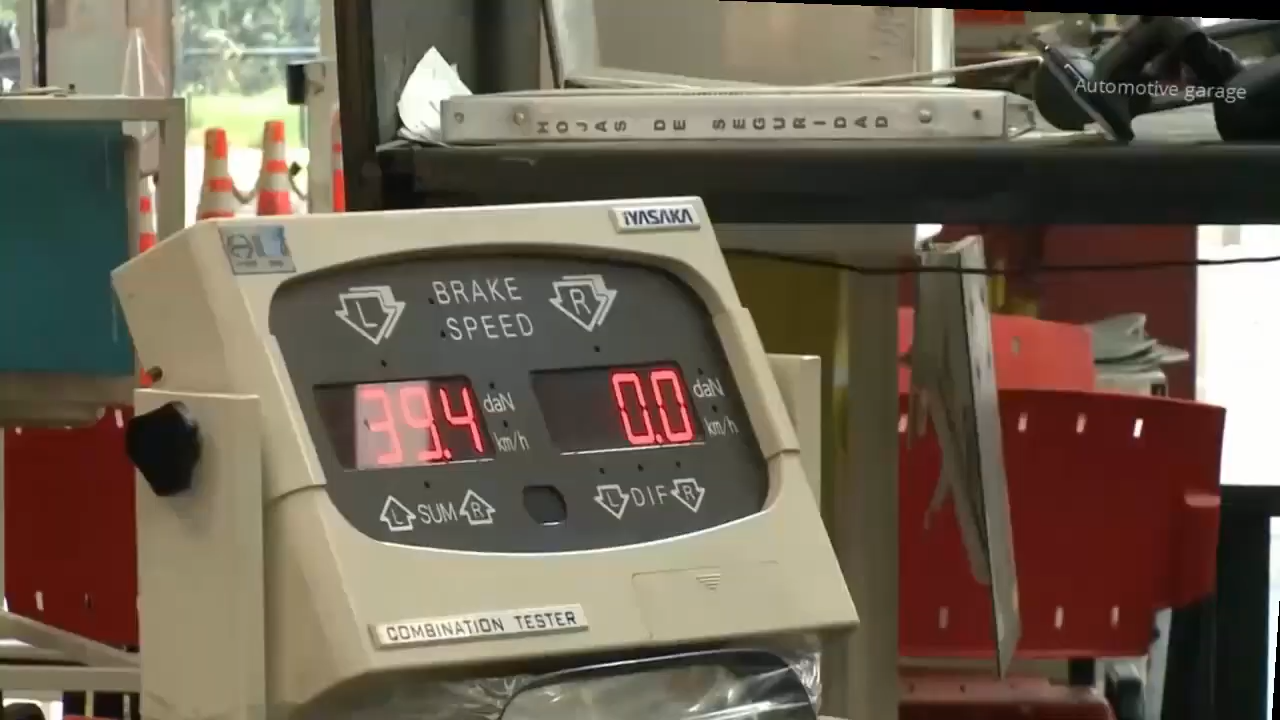 Automotive garage
HOJAS DE SEGURIDAD
iYASAKA
L BRAKE R
SPEED
39.4 daN 0.0 daN
km/h km/h
L SUM R L DIF R
COMBINATION TESTER